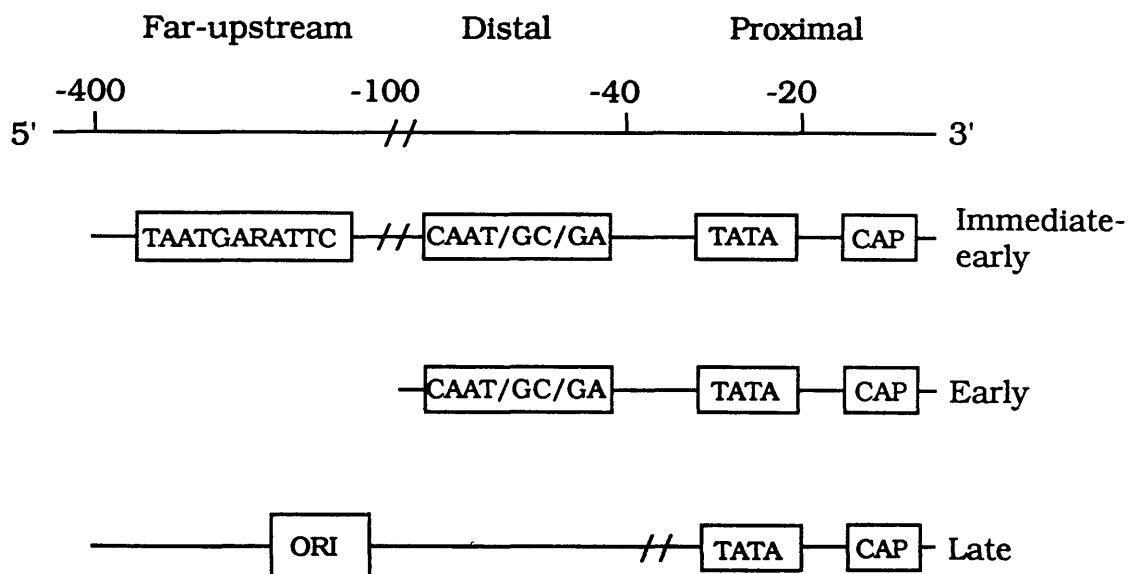 Far-upstream Distal Proximal
-400 -100 -40 -20
5' 3'
TAATGARATTC CAAT/GC/GA TATA CAP Immediate-
early
CAAT/GC/GA TATA CAP Early
ORI TATA CAP Late